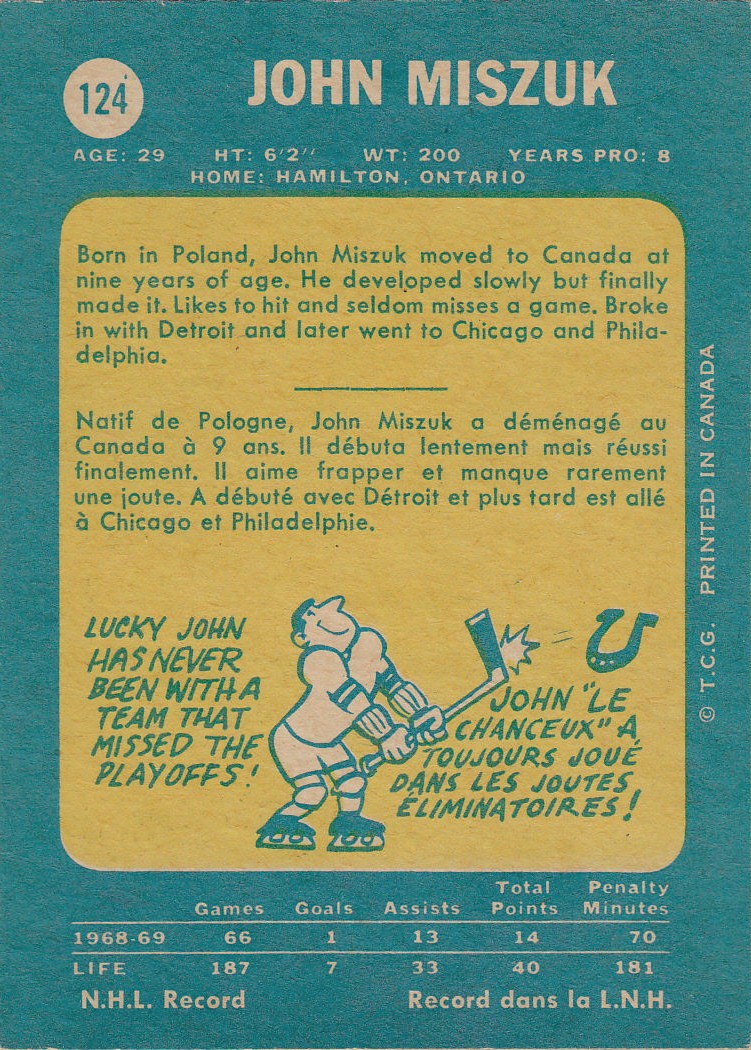 124
JOHN MISZUK
AGE: 29 HT: 6'2" WT: 200 YEARS PRO: 8
HOME: HAMILTON, ONTARIO
Born in Poland, John Miszuk moved to Canada at
nine years of age. He developed slowly but finally
made it. Likes to hit and seldom misses a game. Broke
in with Detroit and later went to Chicago and Phila-
delphia.
Natif de Pologne, John Miszuk a déménagé au
Canada à 9 ans. Il débuta lentement mais réussi
finalement. Il aime frapper et manque rarement
une joute. A débuté avec Détroit et plus tard est allé
à Chicago et Philadelphie.
LUCKY JOHN
HAS NEVER
BEEN WITH A
TEAM THAT
MISSED THE
PLAYOFFS!
JOHN "LE
CHANCEUX" A
TOUJOURS JOUÉ
DANS LES JOUTES
ÉLIMINATOIRES!
© T.C.G. PRINTED IN CANADA
Games Goals Assists Total Points Penalty Minutes
1968-69 66 1 13 14 70
LIFE 187 7 33 40 181
N.H.L. Record Record dans la L.N.H.